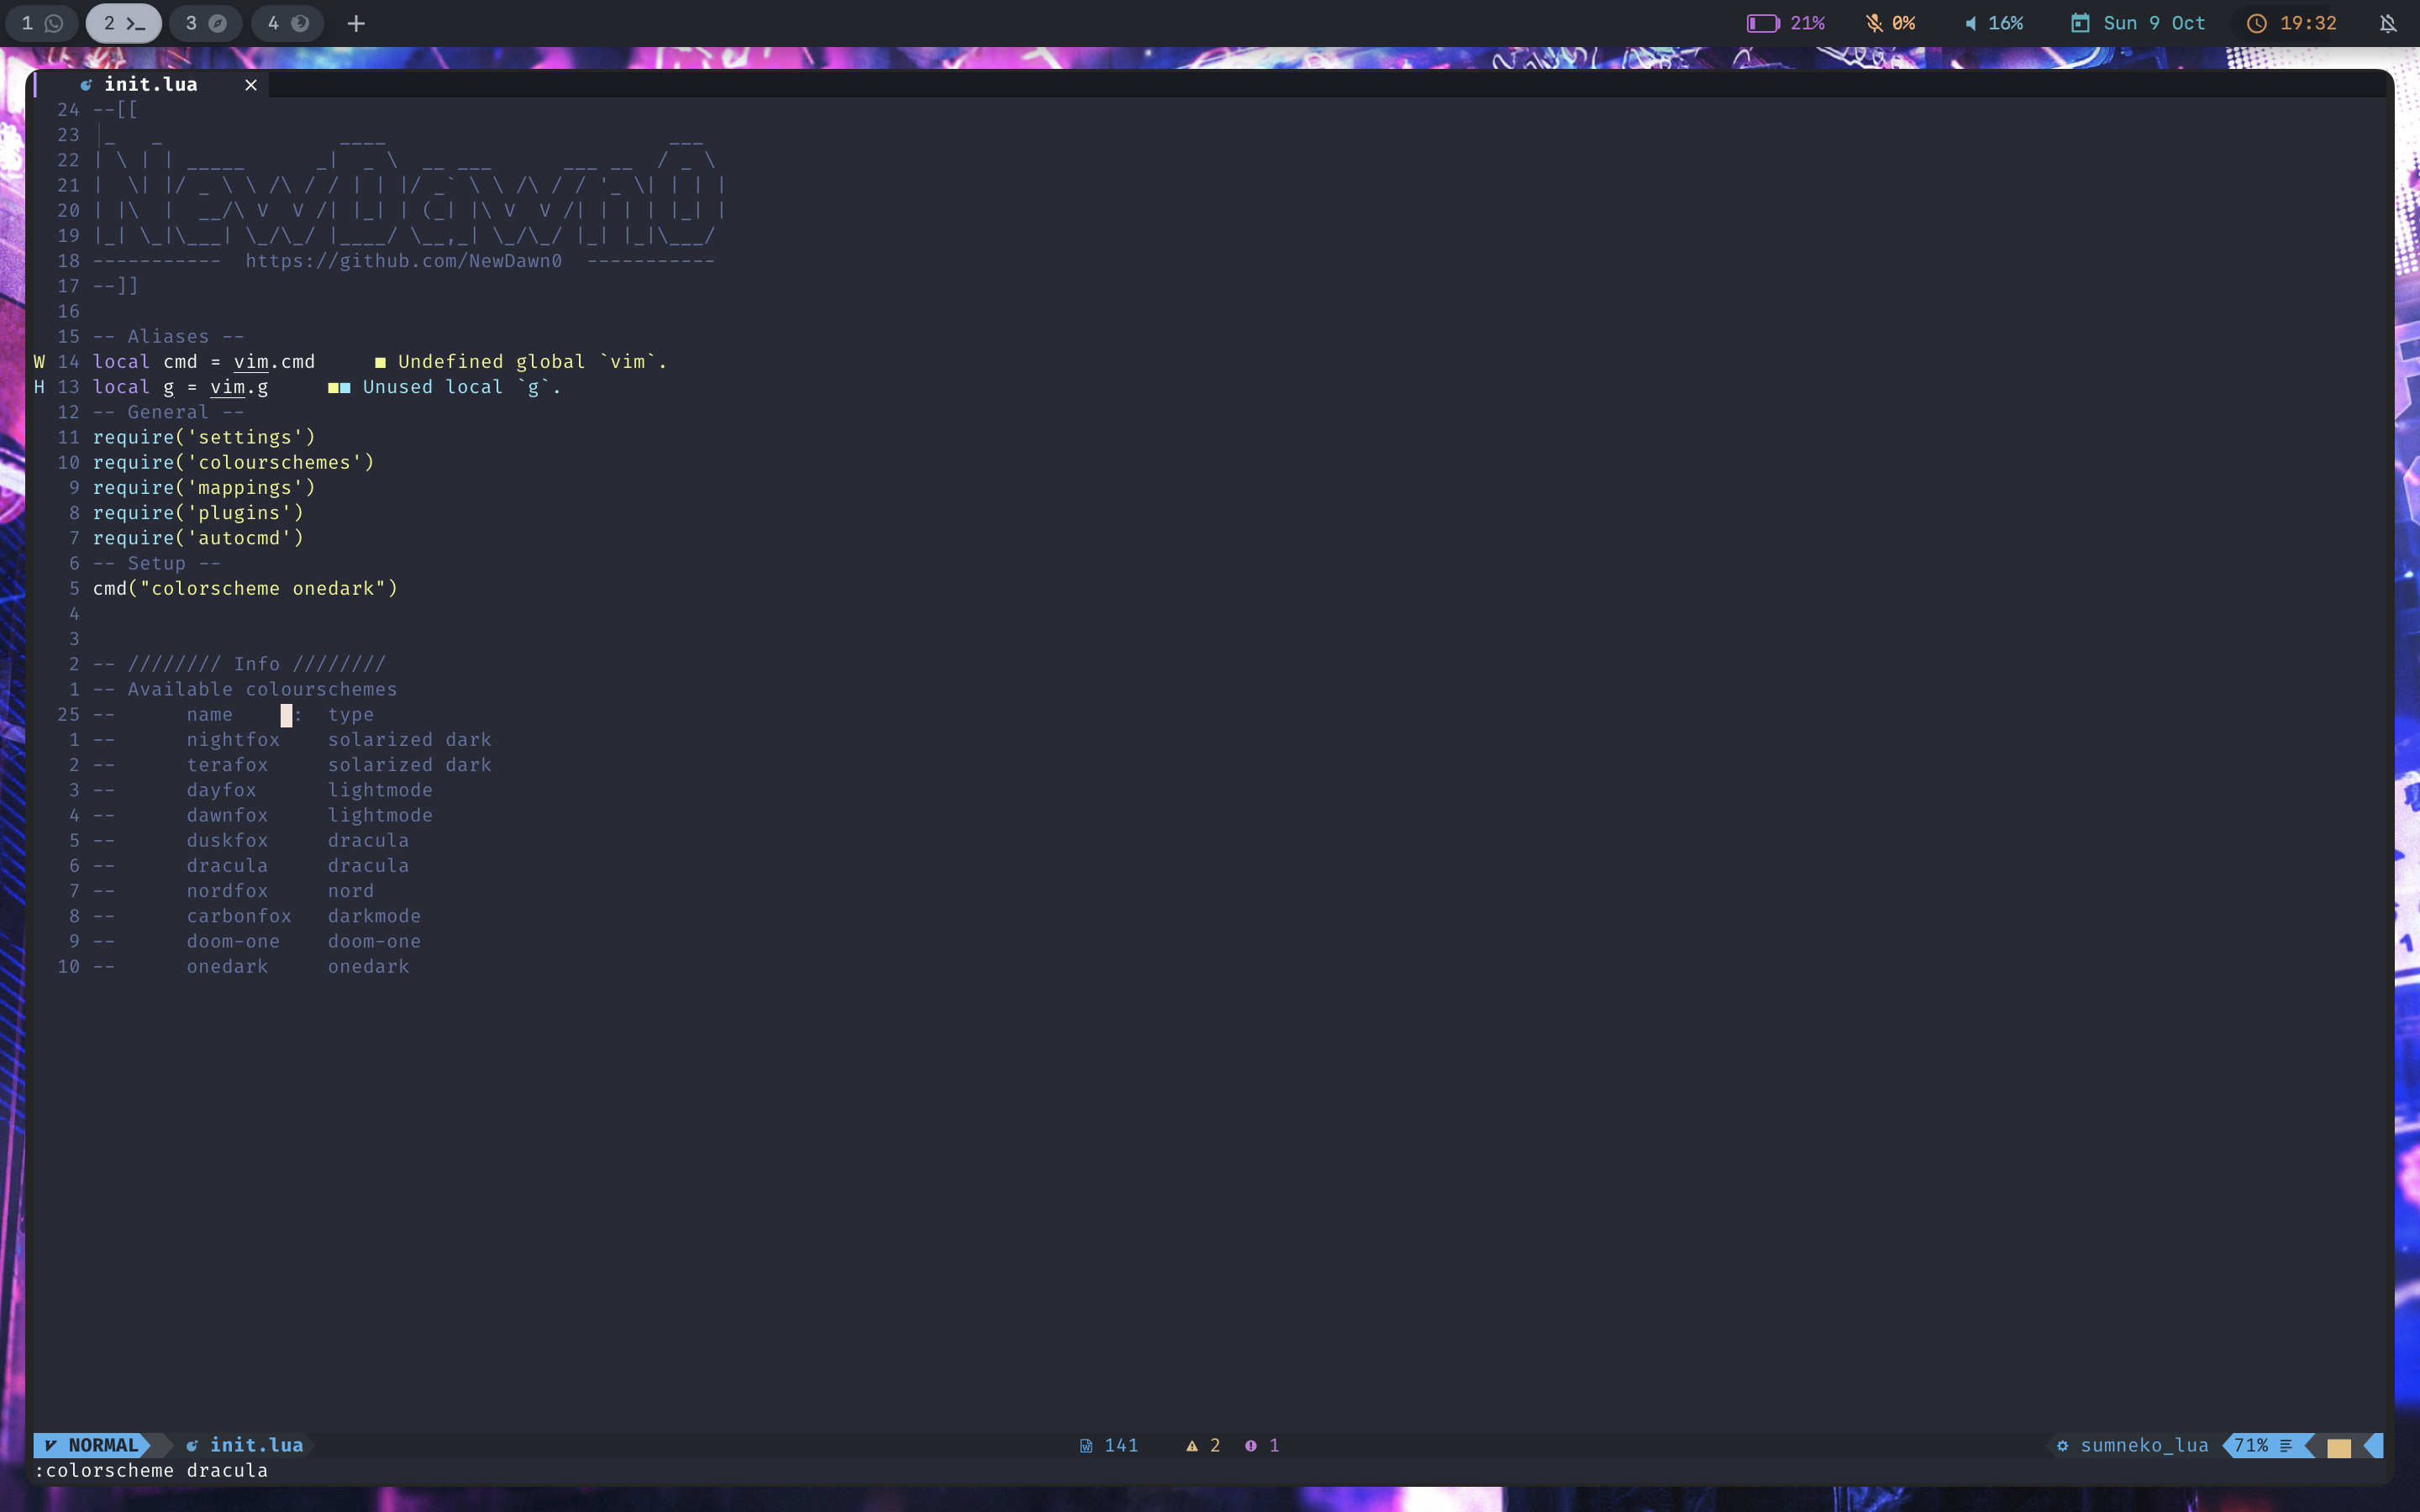 1 2 3 4 + 21% 0% 16% Sun 9 Oct 19:32
init.lua ×
24 --[[
23 _   _               ____                        ___
22 | \ | | _____      _|  _ \  __ ___      ___ __  / _ \
21 |  \| |/ _ \ \ /\ / / | | |/ _` \ \ /\ / / '_ \| | | |
20 | |\  |  __/\ V  V /| |_| | (_| |\ V  V /| | | | |_| |
19 |_| \_|\___| \_/\_/ |____/ \__,_| \_/\_/ |_| |_|\___/
18 -----------  https://github.com/NewDawn0  -----------
17 --]]
16
15 -- Aliases --
W 14 local cmd = vim.cmd     ■ Undefined global `vim`.
H 13 local g = vim.g     ■■ Unused local `g`.
12 -- General --
11 require('settings')
10 require('colourschemes')
9 require('mappings')
8 require('plugins')
7 require('autocmd')
6 -- Setup --
5 cmd("colorscheme onedark")
4
3
2 -- //////// Info ////////
1 -- Available colourschemes
25 --      name     :  type
1 --      nightfox    solarized dark
2 --      terafox     solarized dark
3 --      dayfox      lightmode
4 --      dawnfox     lightmode
5 --      duskfox     dracula
6 --      dracula     dracula
7 --      nordfox     nord
8 --      carbonfox   darkmode
9 --      doom-one    doom-one
10 --      onedark     onedark
NORMAL init.lua 141 2 1 sumneko_lua 71%
:colorscheme dracula